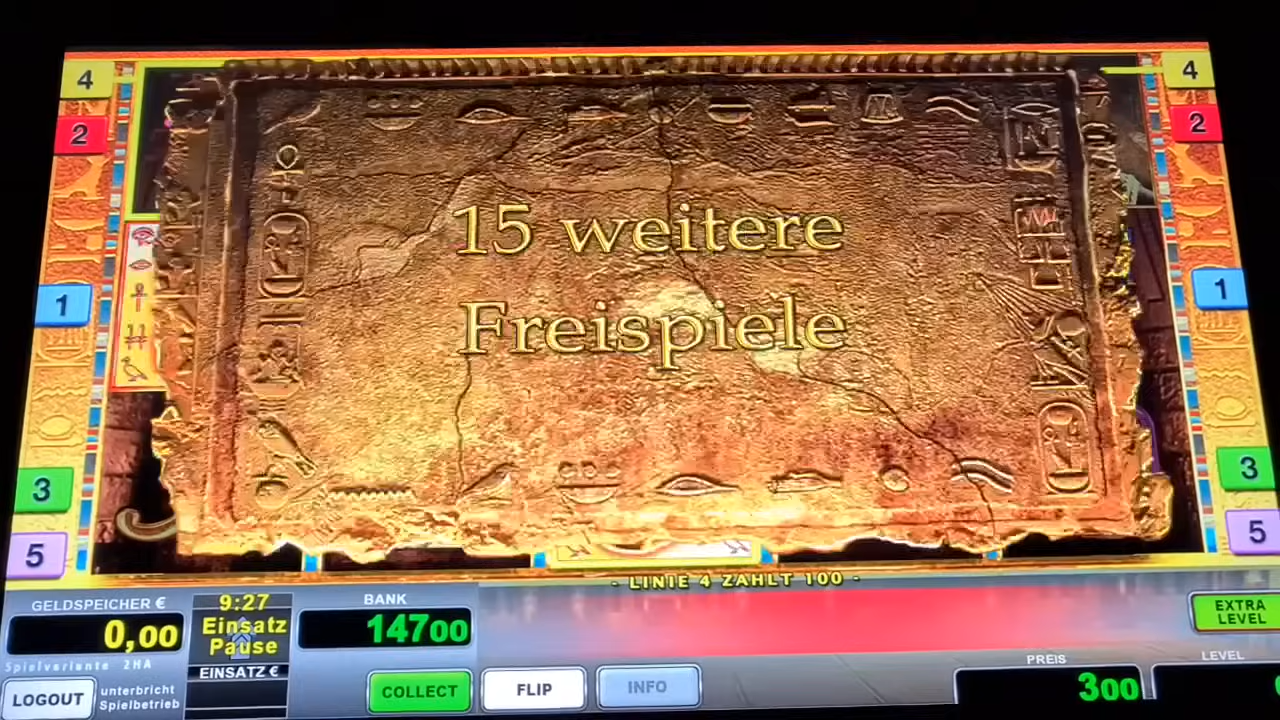 4
4
2
2
15 weitere
Freispiele
1
1
3
3
5
5
- LINIE 4 ZAHLT 100 -
GELDSPEICHER €
0,00
Spielvariante 2HA
LOGOUT
unterbricht
Spielbetrieb
9:27
Einsatz
Pause
EINSATZ €
BANK
14700
COLLECT
FLIP
INFO
EXTRA
LEVEL
PREIS
300
LEVEL